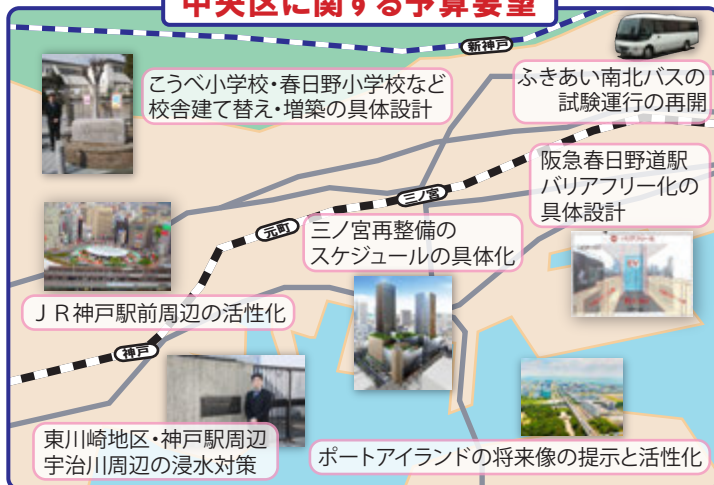 中央区に関する予算要望
新神戸
こうべ小学校・春日野小学校など
校舎建て替え・増築の具体設計
ふきあい南北バスの
試験運行の再開
阪急春日野道駅
バリアフリー化の
具体設計
三ノ宮
元町
三ノ宮再整備の
スケジュールの具体化
JR神戸駅前周辺の活性化
神戸
東川崎地区・神戸駅周辺
宇治川周辺の浸水対策
ポートアイランドの将来像の提示と活性化